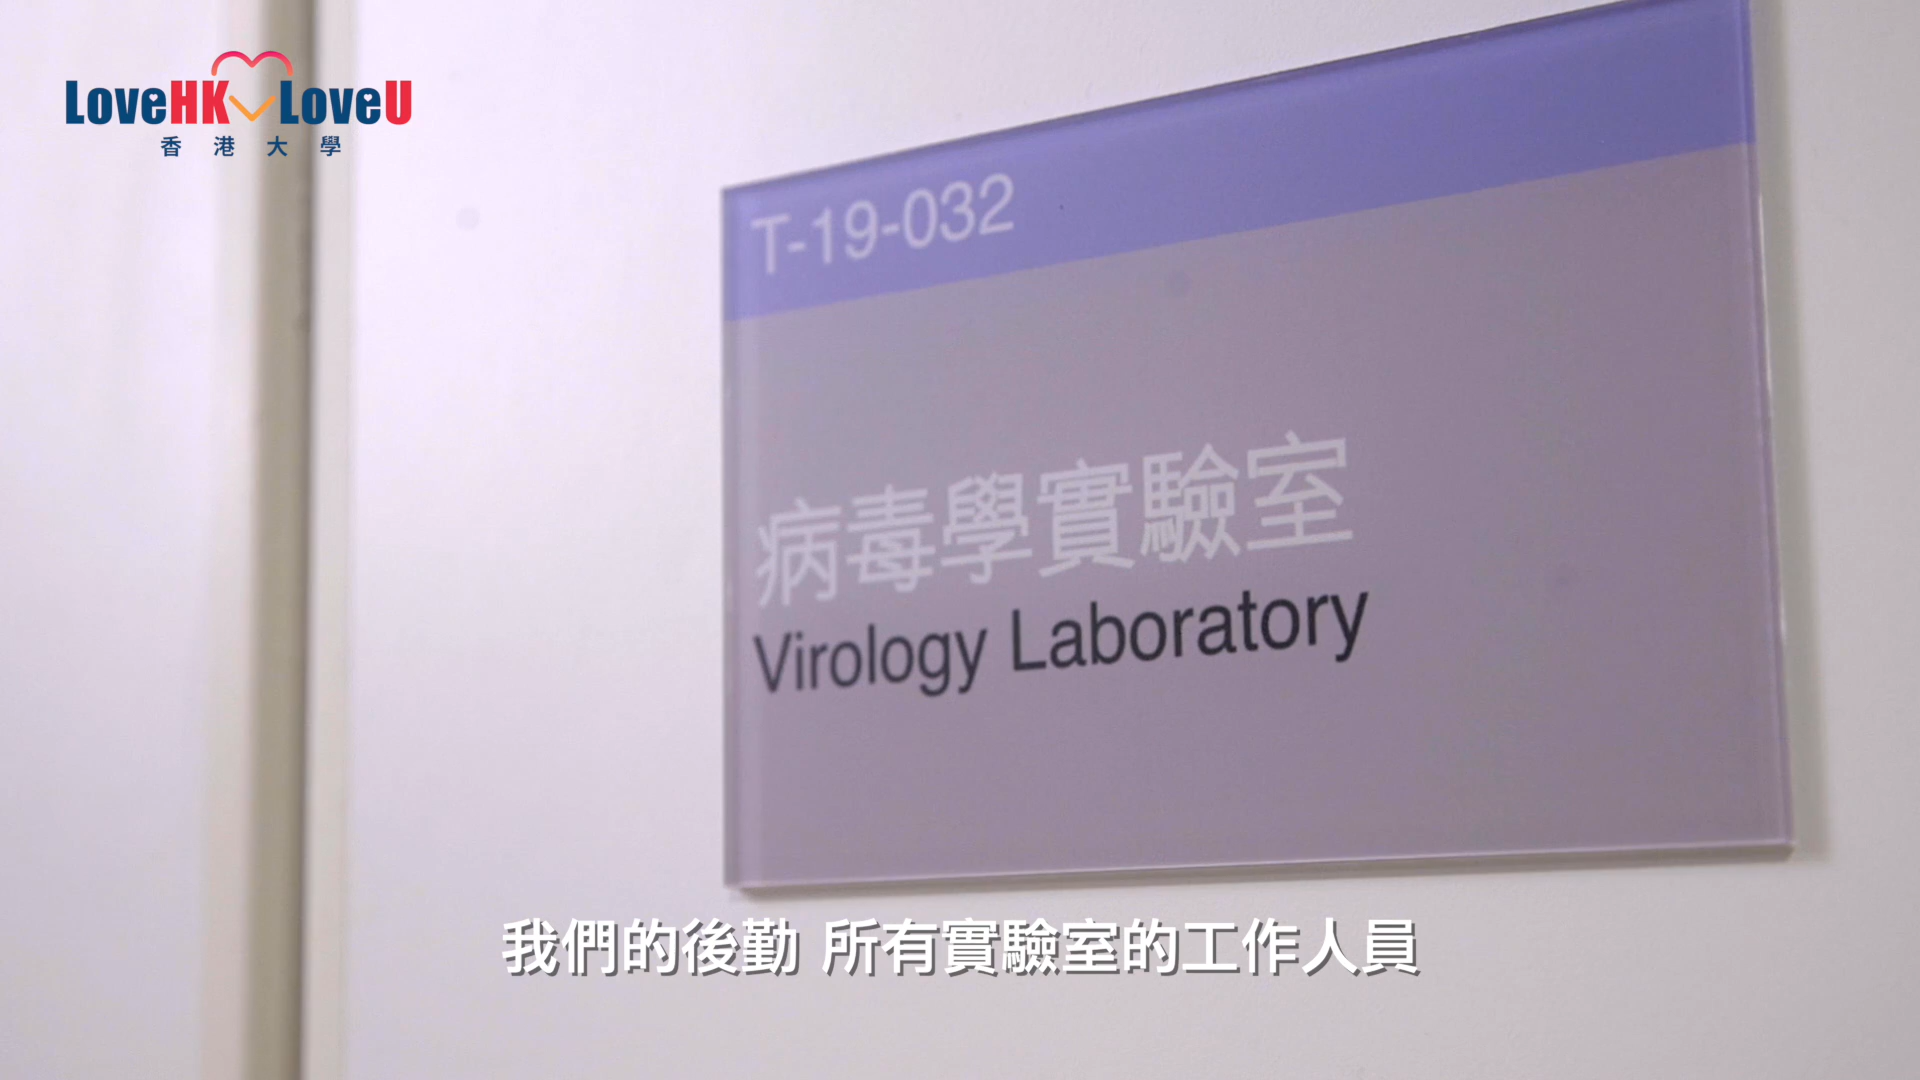 LoveHK LoveU
香港大學
T-19-032
病毒學實驗室
Virology Laboratory
我們的後勤 所有實驗室的工作人員